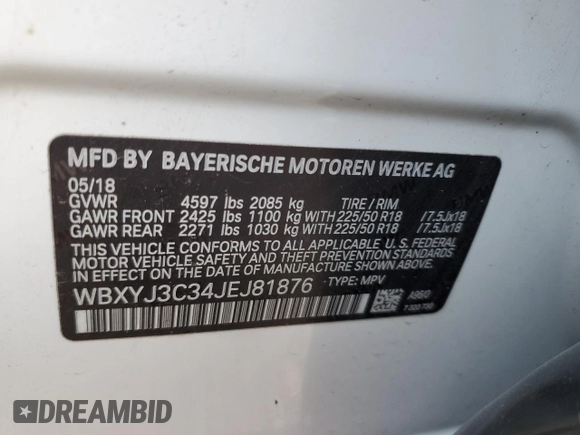 MFD BY BAYERISCHE MOTOREN WERKE AG
05/18
GVWR 4597 lbs 2085 kg TIRE / RIM
GAWR FRONT 2425 lbs 1100 kg WITH 225/50 R18 / 7.5Jx18
GAWR REAR 2271 lbs 1030 kg WITH 225/50 R18 / 7.5Jx18
THIS VEHICLE CONFORMS TO ALL APPLICABLE U. S. FEDERAL
MOTOR VEHICLE SAFETY, BUMPER, AND THEFT PREVENTION
STANDARDS IN EFFECT ON THE DATE OF MANUFACTURE SHOWN ABOVE.
WBXYJ3C34JEJ81876 TYPE: MPV
DREAMBID